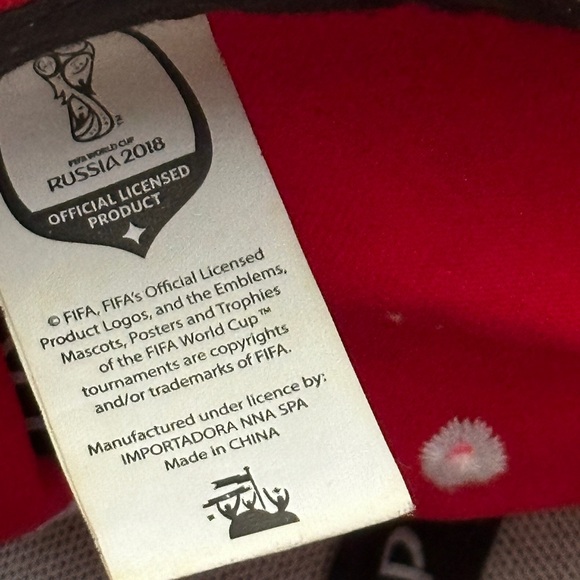 FIFA WORLD CUP
RUSSIA 2018
OFFICIAL LICENSED
PRODUCT
© FIFA, FIFA's Official Licensed
Product Logos, and the Emblems,
Mascots, Posters and Trophies
of the FIFA World Cup™
tournaments are copyrights
and/or trademarks of FIFA.
Manufactured under licence by:
IMPORTADORA NNA SPA
Made in CHINA
P